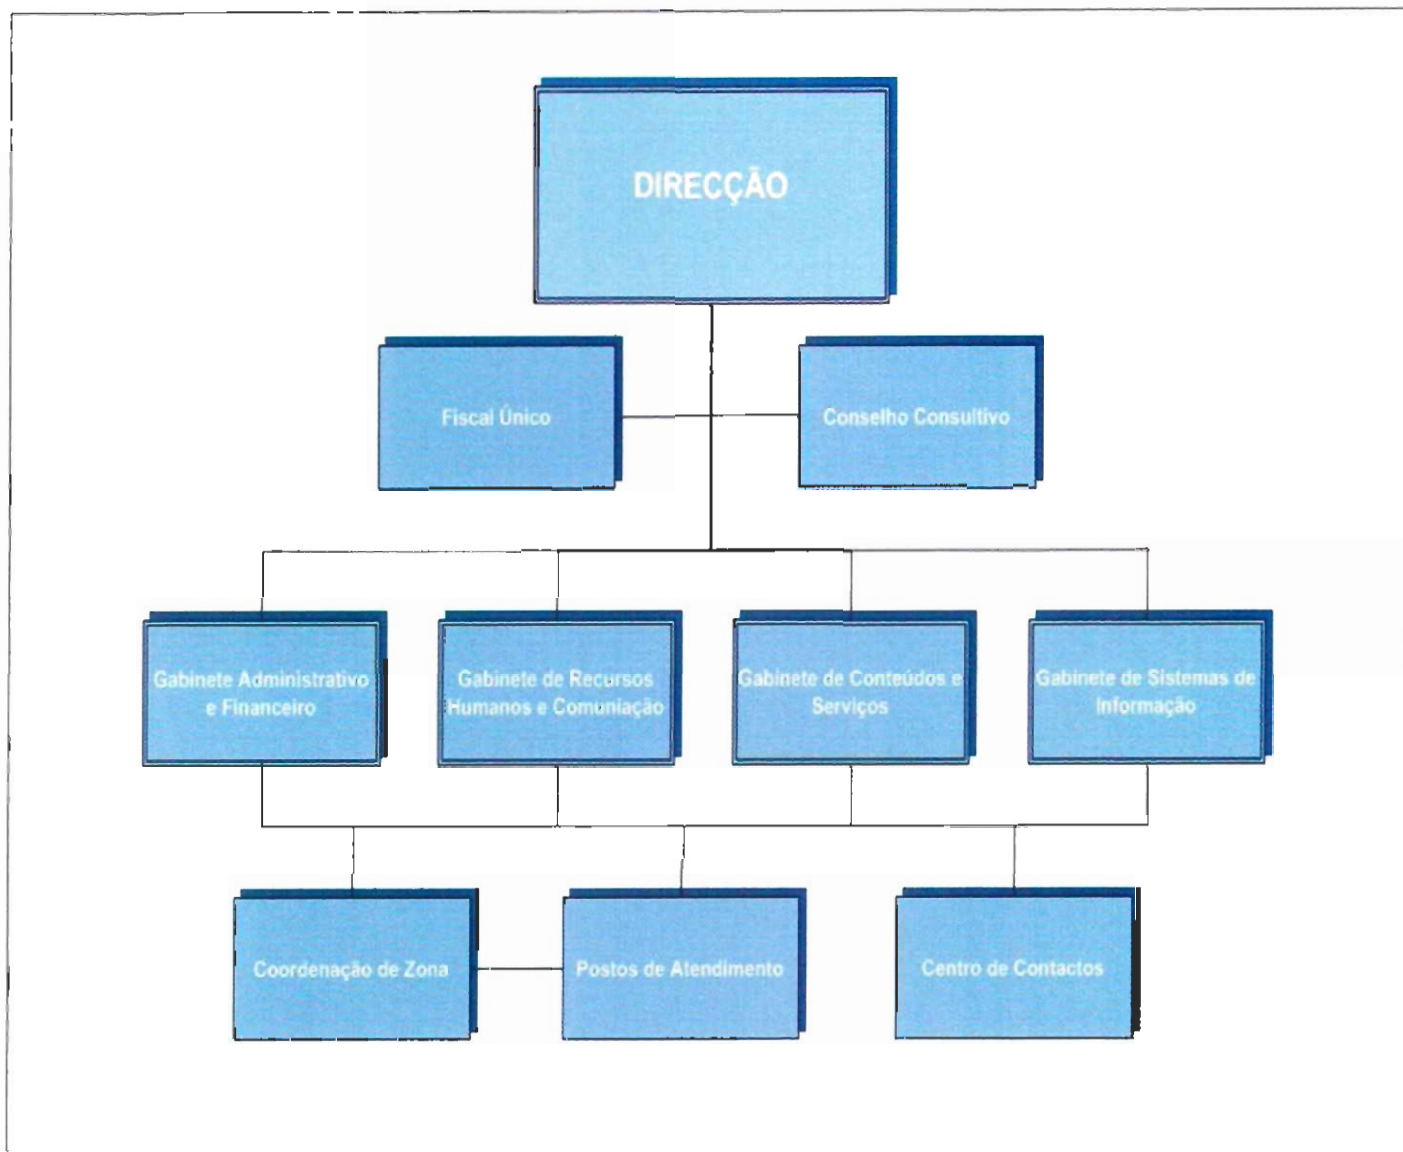 DIRECÇÃO
Fiscal Único
Conselho Consultivo
Gabinete Administrativo
e Financeiro
Gabinete de Recursos
Humanos e Comuniação
Gabinete de Conteúdos e
Serviços
Gabinete de Sistemas de
Informação
Coordenação de Zona
Postos de Atendimento
Centro de Contactos